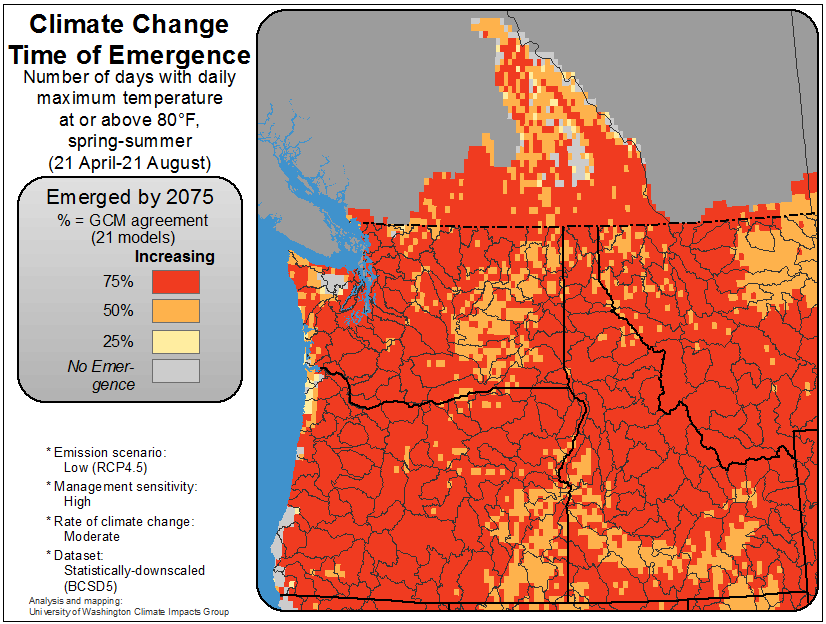 Climate Change
Time of Emergence
Number of days with daily
maximum temperature
at or above 80°F,
spring-summer
(21 April-21 August)
Emerged by 2075
% = GCM agreement
(21 models)
Increasing
75%
50%
25%
No Emer-
gence
* Emission scenario:
Low (RCP4.5)
* Management sensitivity:
High
* Rate of climate change:
Moderate
* Dataset:
Statistically-downscaled
(BCSD5)
Analysis and mapping:
University of Washington Climate Impacts Group